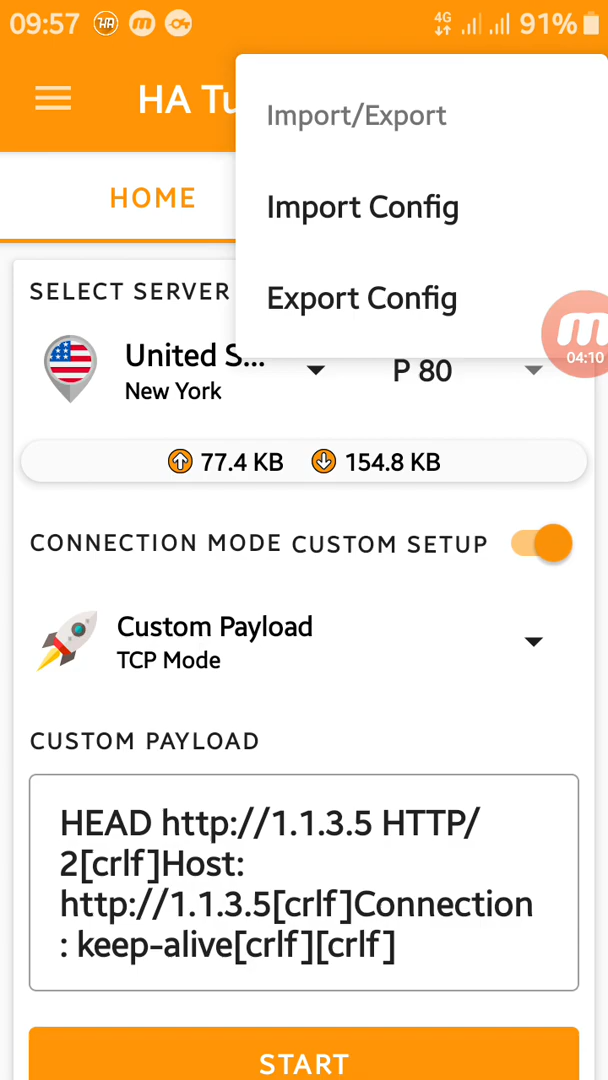 09:57 HA m 4G 91%
HA Tu
Import/Export
HOME
Import Config
SELECT SERVER
Export Config
m
04:10
United S...
New York
P 80
77.4 KB 154.8 KB
CONNECTION MODE CUSTOM SETUP
Custom Payload
TCP Mode
CUSTOM PAYLOAD
HEAD http://1.1.3.5 HTTP/
2[crlf]Host:
http://1.1.3.5[crlf]Connection
: keep-alive[crlf][crlf]
START